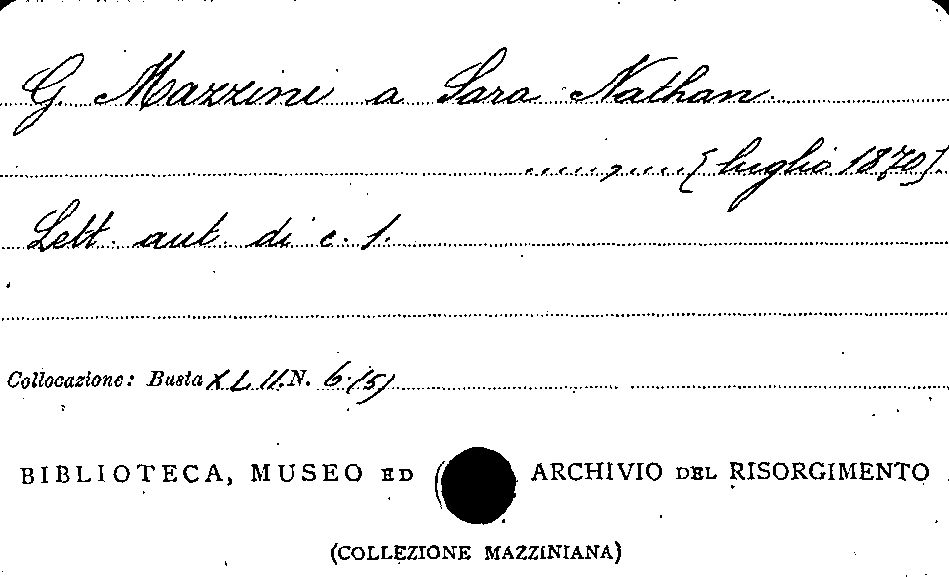 G. Mazzini a Sara Nathan.
....., .... [luglio 1870].
Lett. aut. di c. 1.
Collocazione: Busta XLII. N. 6.(5)
BIBLIOTECA, MUSEO ED ARCHIVIO DEL RISORGIMENTO
(COLLEZIONE MAZZINIANA)